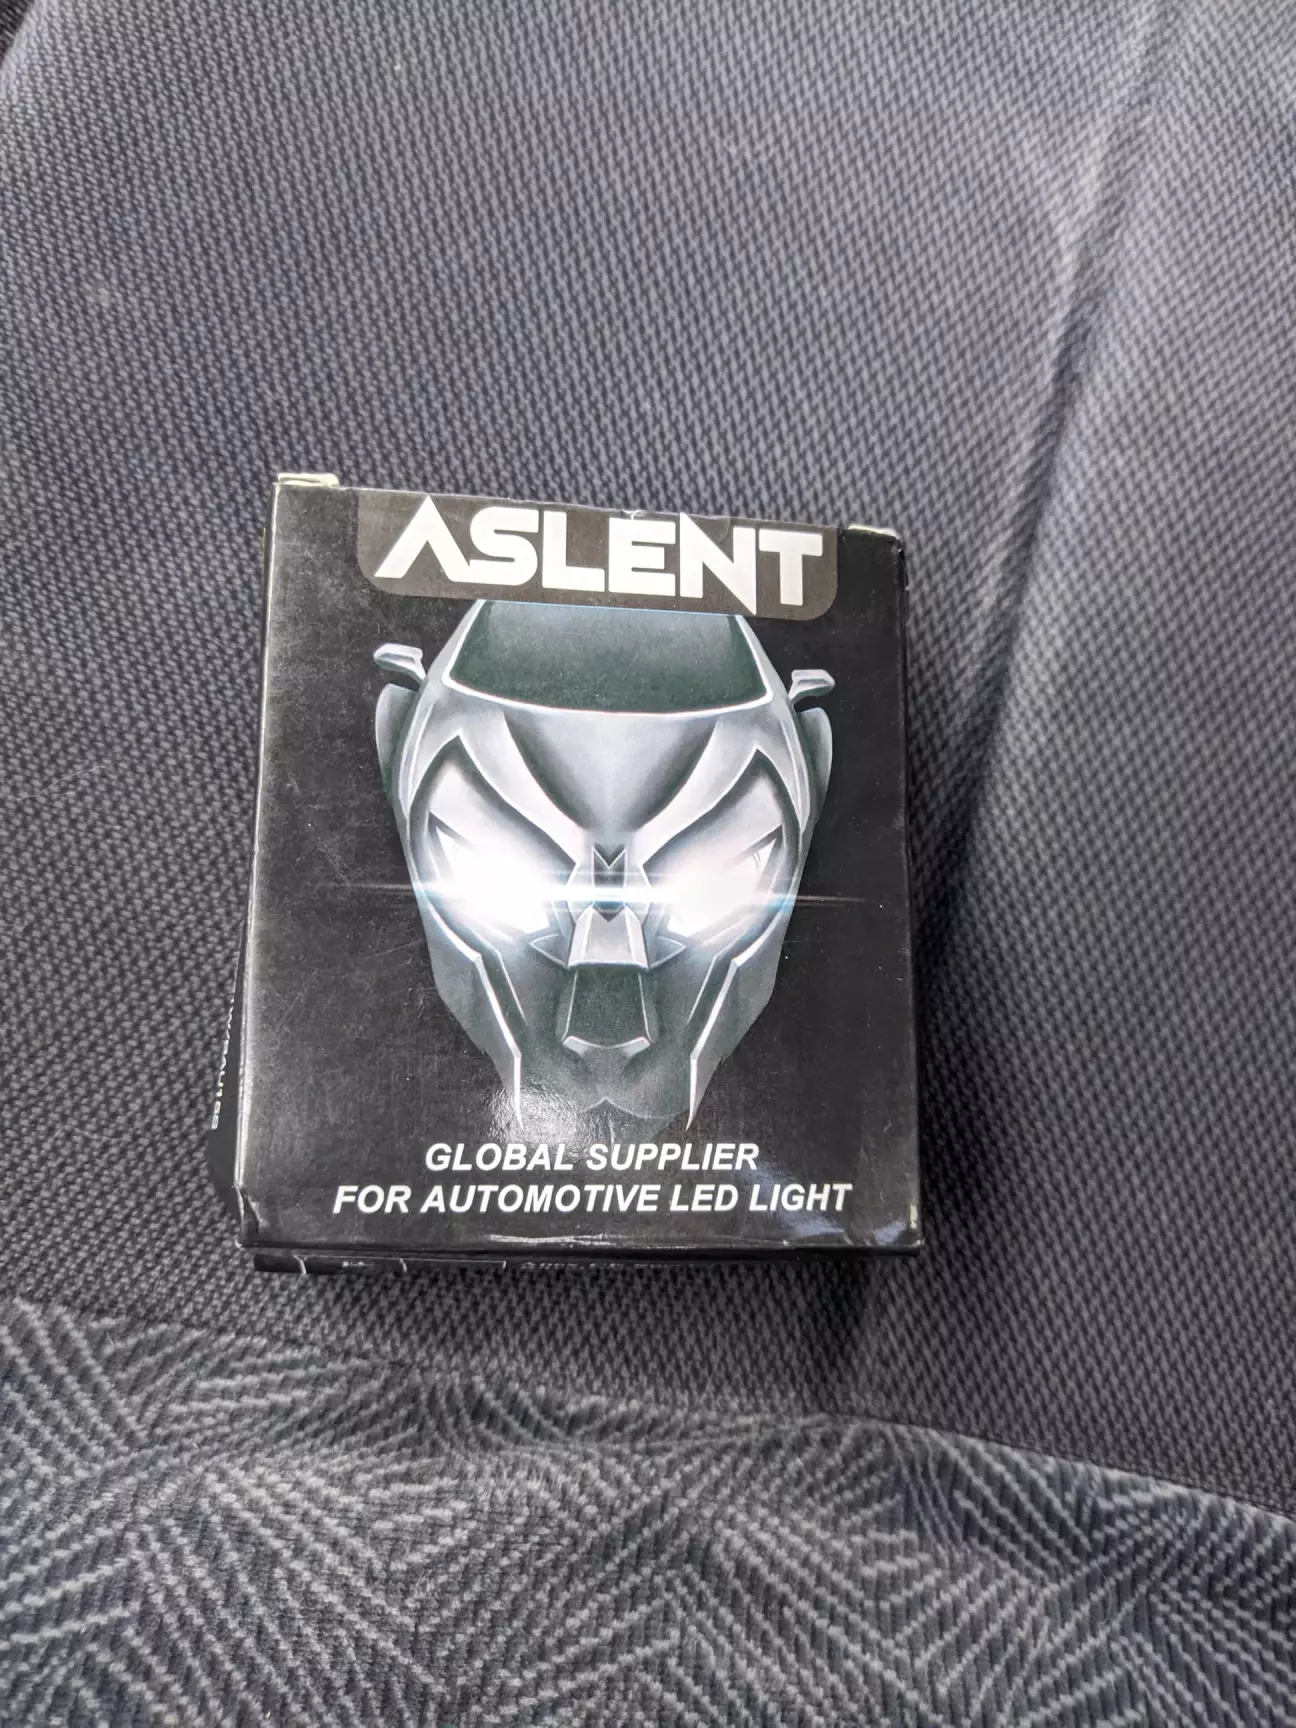 ASLENT
GLOBAL SUPPLIER
FOR AUTOMOTIVE LED LIGHT